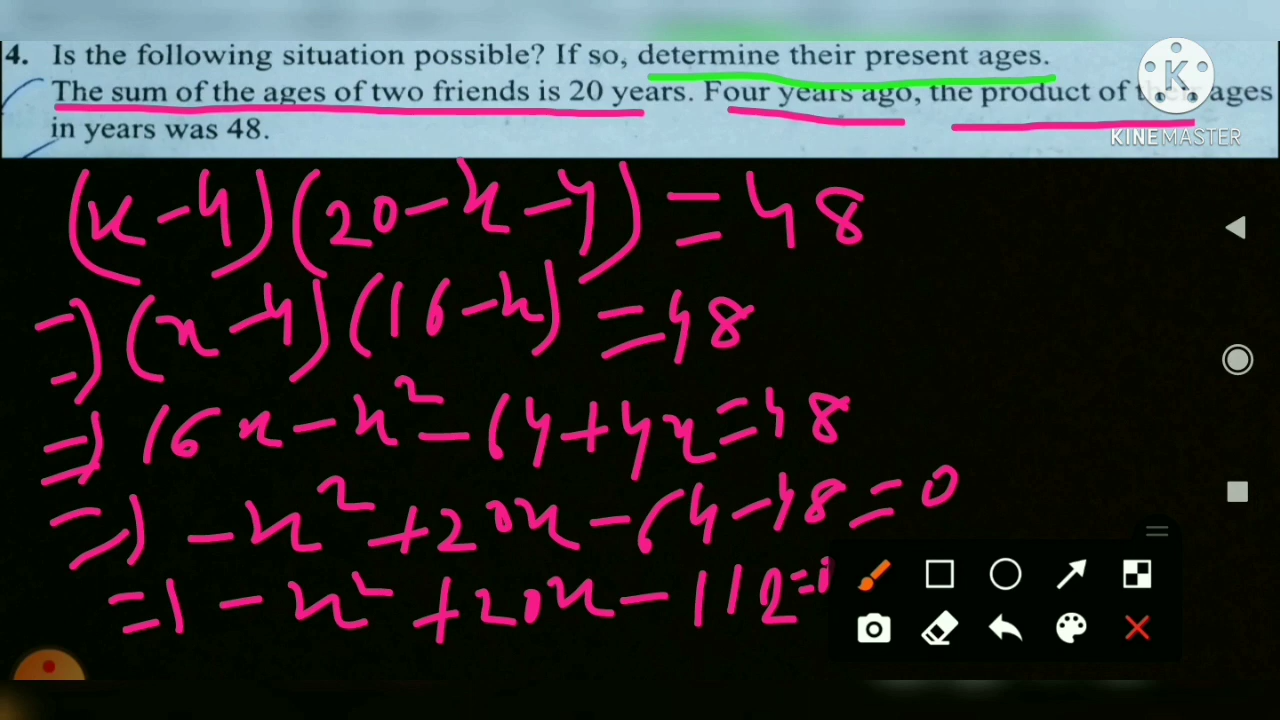 4. Is the following situation possible? If so, determine their present ages.
The sum of the ages of two friends is 20 years. Four years ago, the product of their ages
in years was 48.
K
KINEMASTER
(x-4)(20-x-4)=48
=>(x-4)(16-x)=48
=>16x-x²-64+4x=48
=>-x²+20x-64-48=0
=>-x²+20x-112=